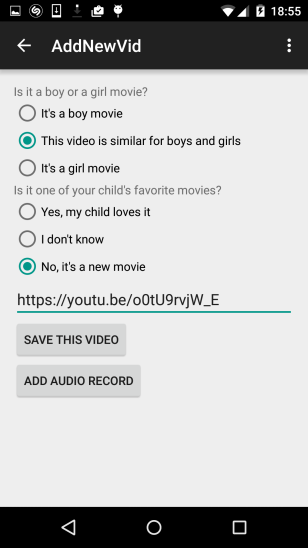 18:55
AddNewVid
Is it a boy or a girl movie?
It's a boy movie
This video is similar for boys and girls
It's a girl movie
Is it one of your child's favorite movies?
Yes, my child loves it
I don't know
No, it's a new movie
https://youtu.be/o0tU9rvjW_E
SAVE THIS VIDEO
ADD AUDIO RECORD